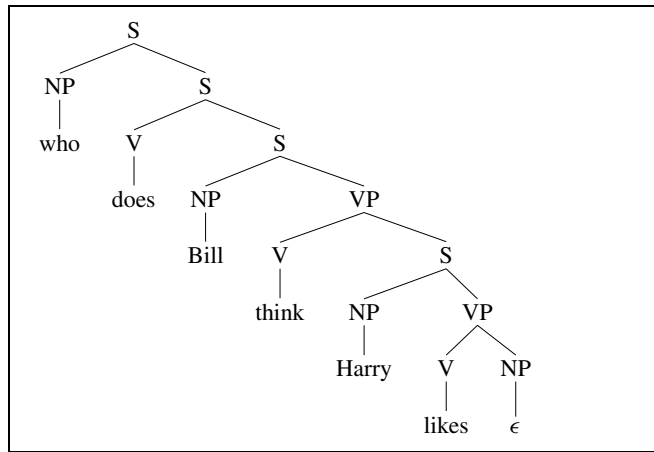 S
NP S
who V S
does NP VP
Bill V S
think NP VP
Harry V NP
likes ϵ